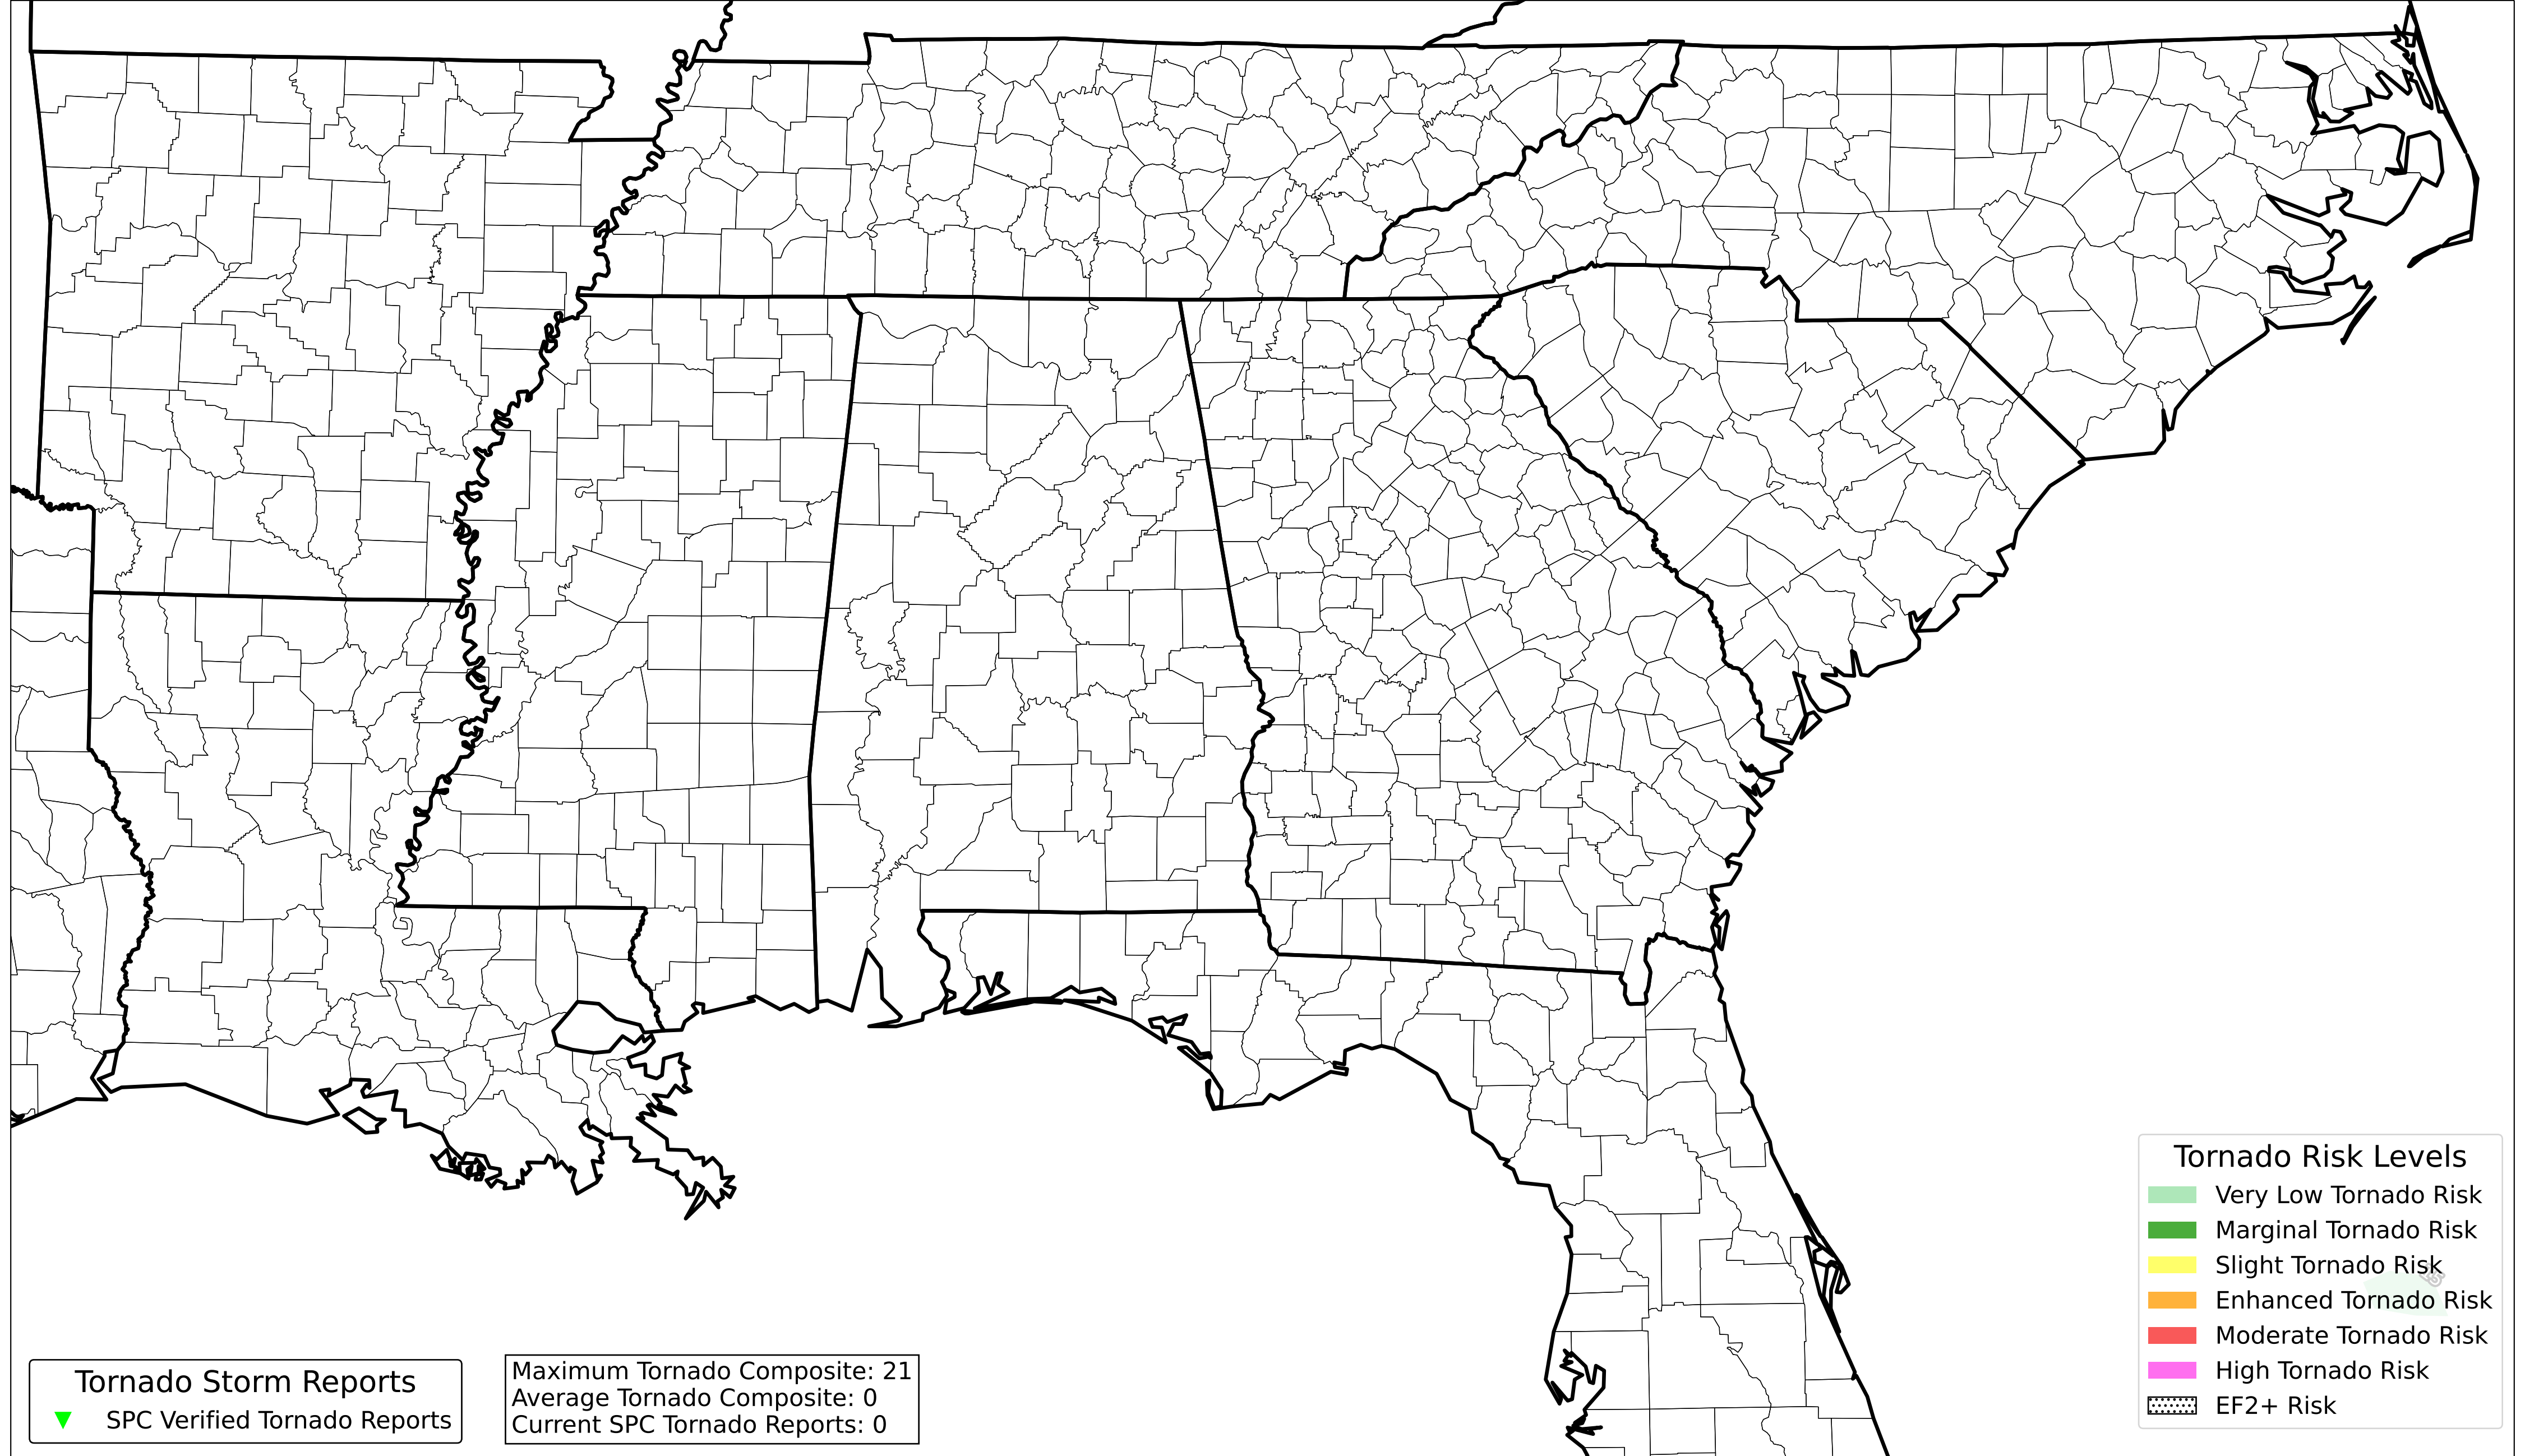 Tornado Risk Levels
Very Low Tornado Risk
Marginal Tornado Risk
Slight Tornado Risk
Enhanced Tornado Risk
Moderate Tornado Risk
High Tornado Risk
EF2+ Risk
Tornado Storm Reports
SPC Verified Tornado Reports
Maximum Tornado Composite: 21
Average Tornado Composite: 0
Current SPC Tornado Reports: 0